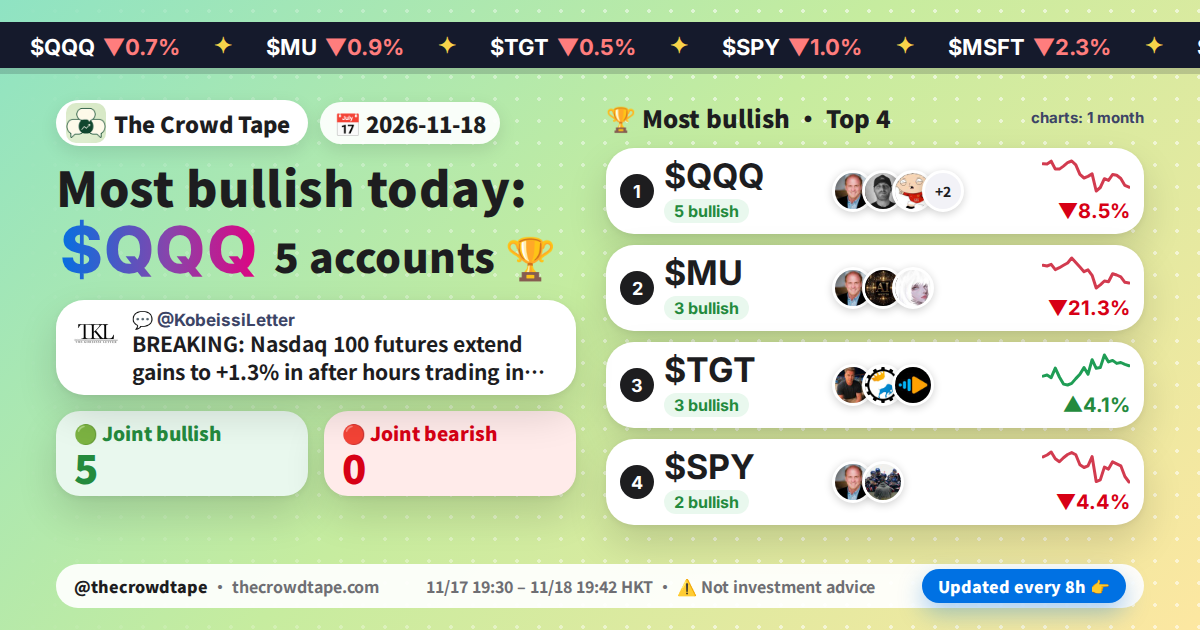 $QQQ ▼0.7% ✦ $MU ▼0.9% ✦ $TGT ▼0.5% ✦ $SPY ▼1.0% ✦ $MSFT ▼2.3% ✦
The Crowd Tape
📅 2026-11-18
Most bullish today:
$QQQ 5 accounts 🏆
TKL
💬 @KobeissiLetter
BREAKING: Nasdaq 100 futures extend
gains to +1.3% in after hours trading in…
🟢 Joint bullish
5
🔴 Joint bearish
0
🏆 Most bullish • Top 4
charts: 1 month
1 $QQQ
5 bullish
+2
▼8.5%
2 $MU
3 bullish
▼21.3%
3 $TGT
3 bullish
▲4.1%
4 $SPY
2 bullish
▼4.4%
@thecrowdtape • thecrowdtape.com
11/17 19:30 – 11/18 19:42 HKT • ⚠️ Not investment advice
Updated every 8h 👉